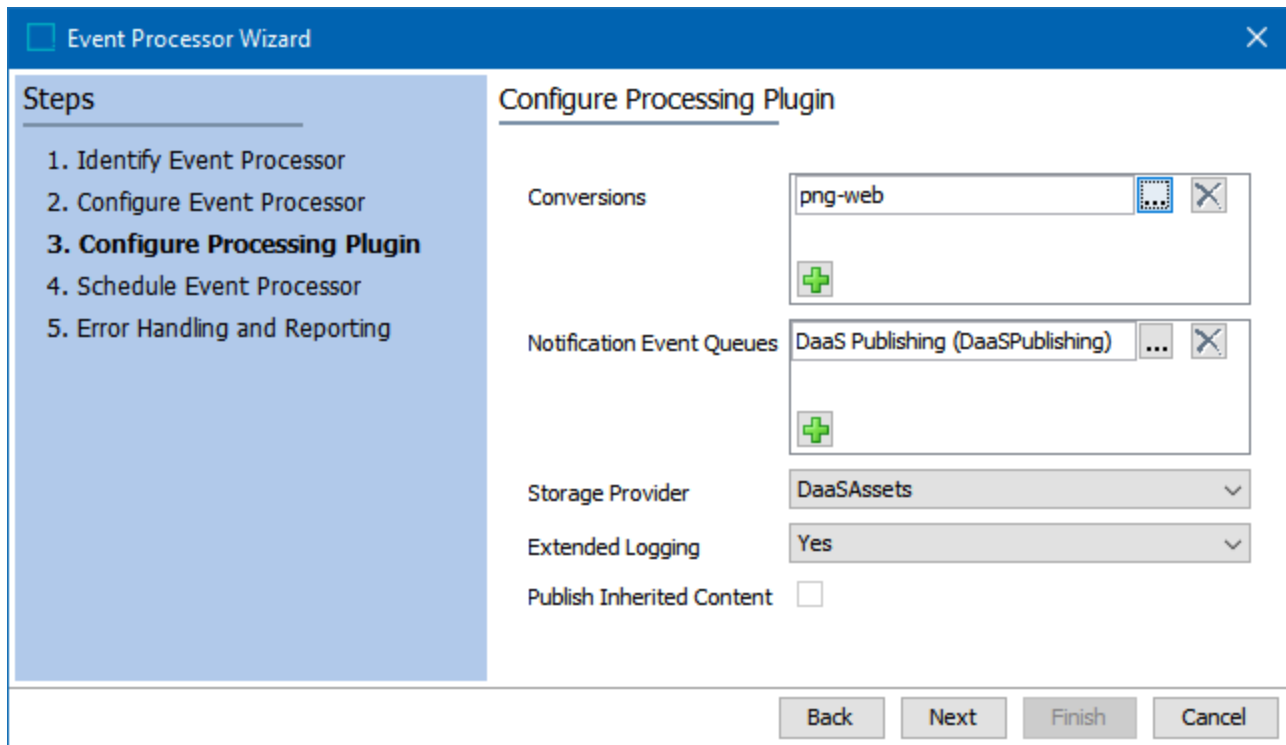 Event Processor Wizard
Steps
1. Identify Event Processor
2. Configure Event Processor
3. Configure Processing Plugin
4. Schedule Event Processor
5. Error Handling and Reporting
Configure Processing Plugin
Conversions
png-web
...
Notification Event Queues
DaaS Publishing (DaaSPublishing)
...
Storage Provider
DaaSAssets
Extended Logging
Yes
Publish Inherited Content
Back
Next
Finish
Cancel